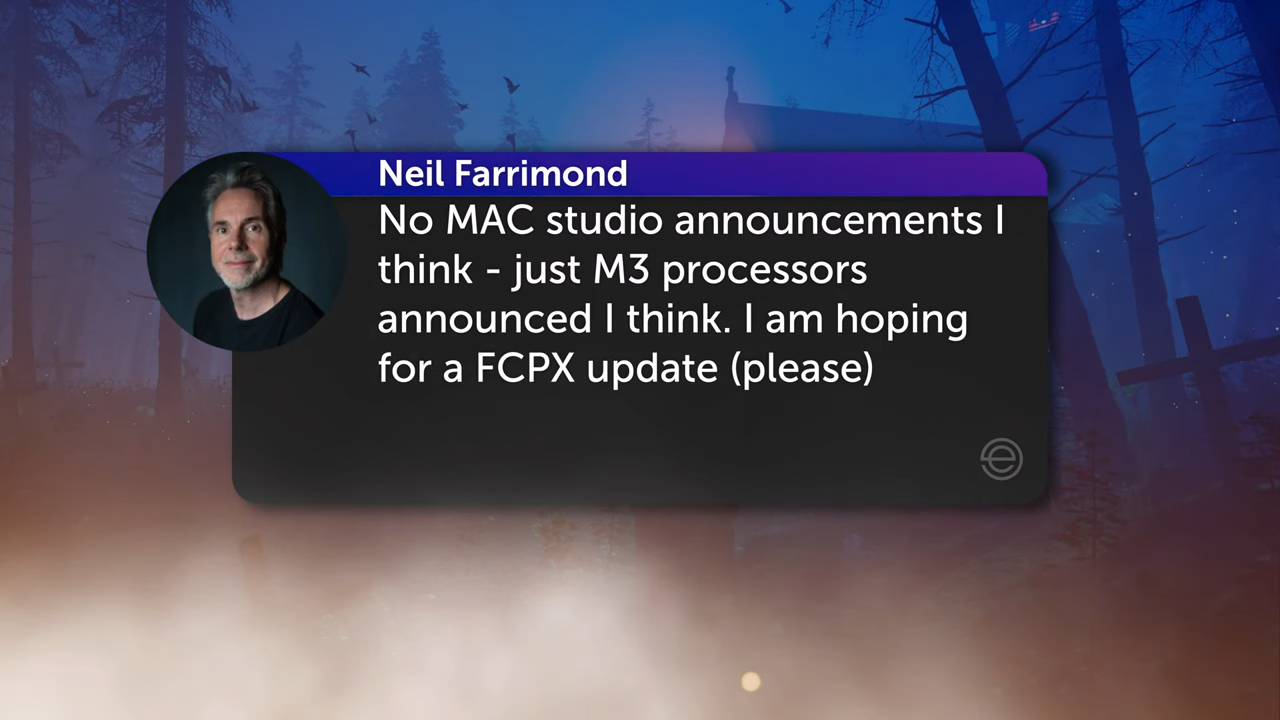 Neil Farrimond
No MAC studio announcements I
think - just M3 processors
announced I think. I am hoping
for a FCPX update (please)